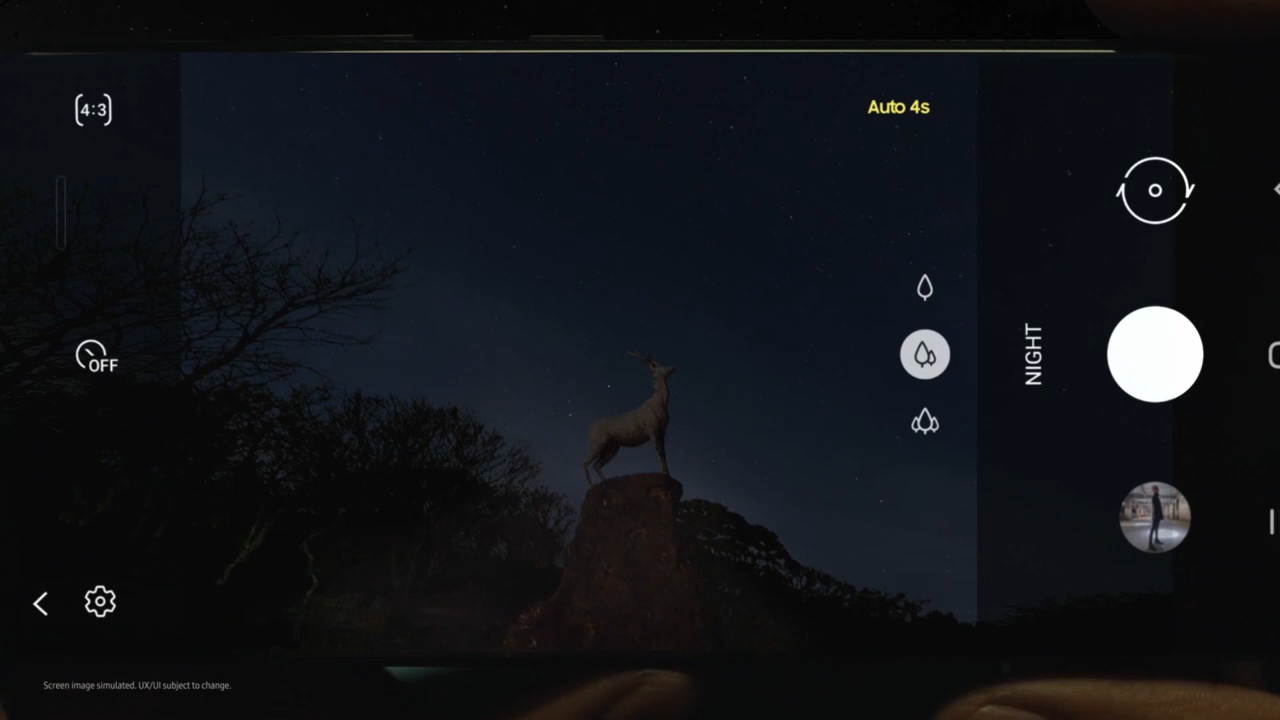 4:3
Auto 4s
OFF
NIGHT
Screen image simulated. UX/UI subject to change.